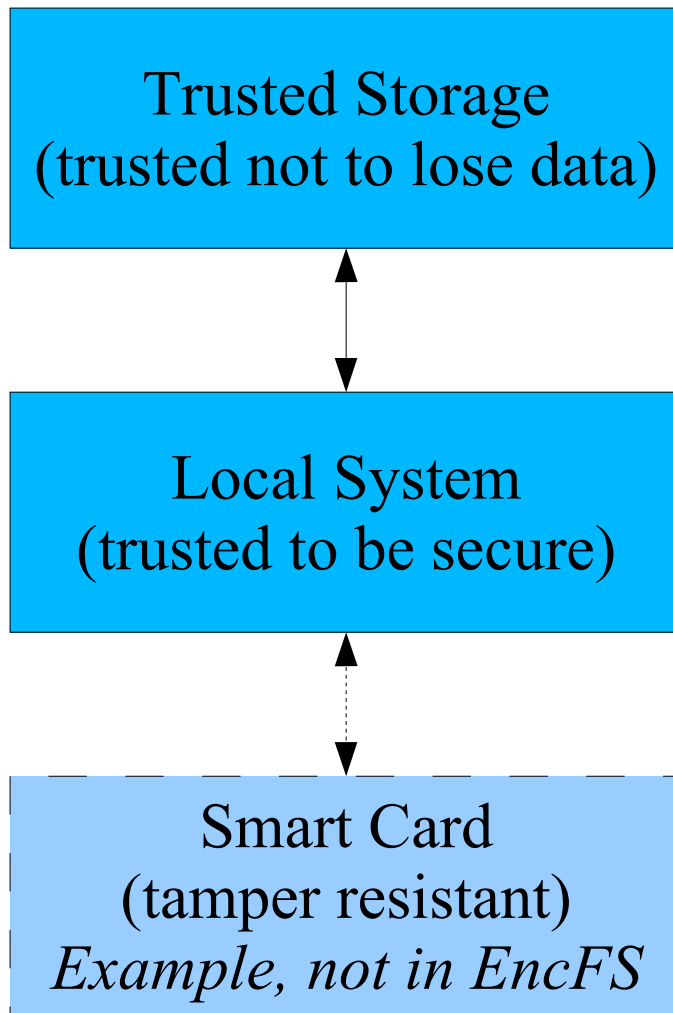 Trusted Storage
(trusted not to lose data)
Local System
(trusted to be secure)
Smart Card
(tamper resistant)
Example, not in EncFS